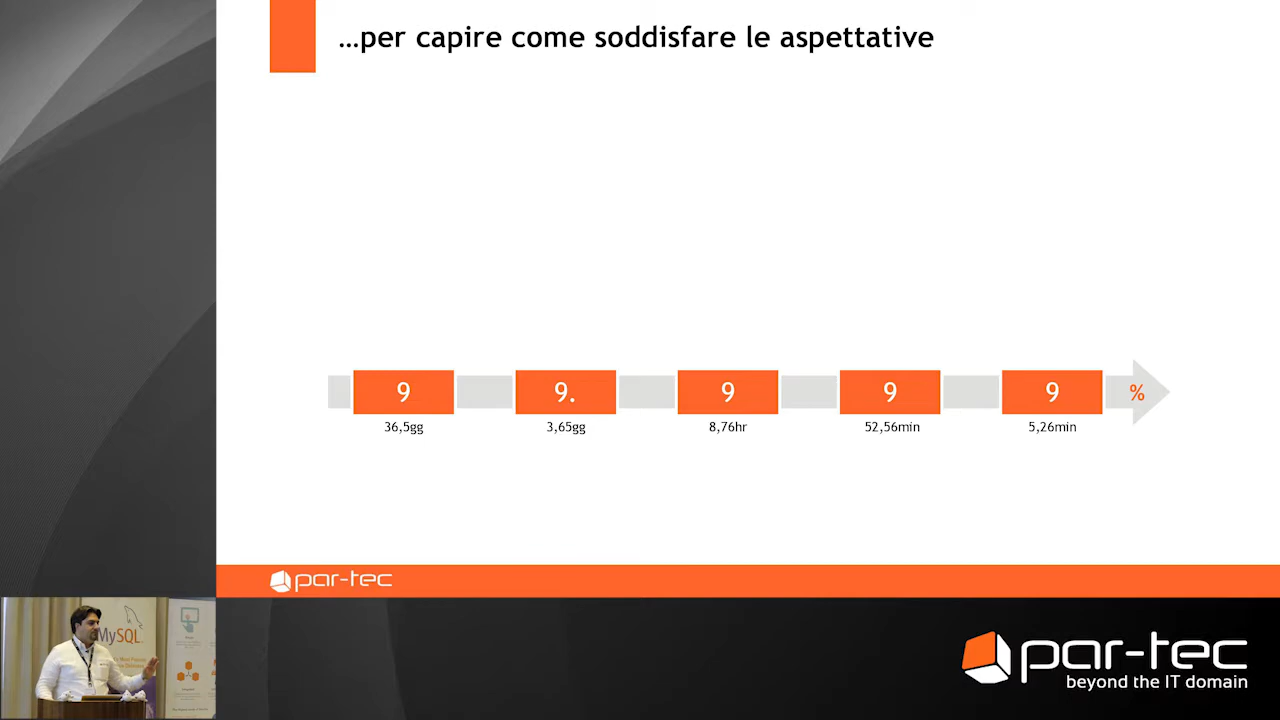 …per capire come soddisfare le aspettative
9 9. 9 9 9 %
36,5gg 3,65gg 8,76hr 52,56min 5,26min
par-tec
MySQL
par-tec
beyond the IT domain